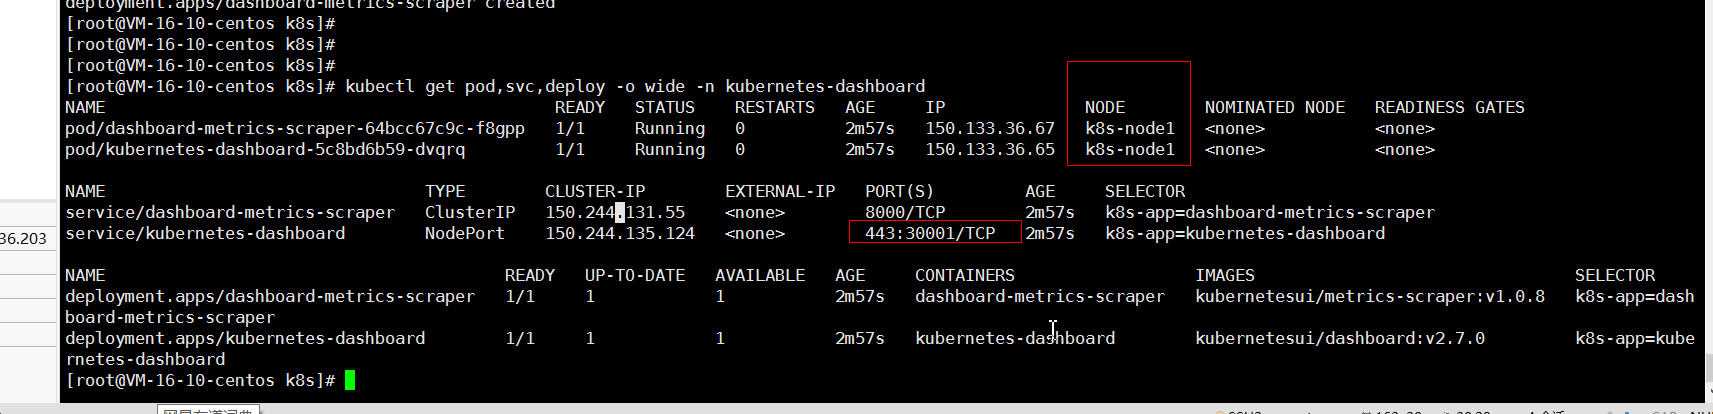 deployment.apps/dashboard-metrics-scraper created
[root@VM-16-10-centos k8s]#
[root@VM-16-10-centos k8s]#
[root@VM-16-10-centos k8s]#
[root@VM-16-10-centos k8s]# kubectl get pod,svc,deploy -o wide -n kubernetes-dashboard
NAME READY STATUS RESTARTS AGE IP NODE NOMINATED NODE READINESS GATES
pod/dashboard-metrics-scraper-64bcc67c9c-f8gpp 1/1 Running 0 2m57s 150.133.36.67 k8s-node1 <none> <none>
pod/kubernetes-dashboard-5c8bd6b59-dvqrq 1/1 Running 0 2m57s 150.133.36.65 k8s-node1 <none> <none>
NAME TYPE CLUSTER-IP EXTERNAL-IP PORT(S) AGE SELECTOR
service/dashboard-metrics-scraper ClusterIP 150.244.131.55 <none> 8000/TCP 2m57s k8s-app=dashboard-metrics-scraper
36.203
service/kubernetes-dashboard NodePort 150.244.135.124 <none> 443:30001/TCP 2m57s k8s-app=kubernetes-dashboard
NAME READY UP-TO-DATE AVAILABLE AGE CONTAINERS IMAGES SELECTOR
deployment.apps/dashboard-metrics-scraper 1/1 1 1 2m57s dashboard-metrics-scraper kubernetesui/metrics-scraper:v1.0.8 k8s-app=dash
board-metrics-scraper
deployment.apps/kubernetes-dashboard 1/1 1 1 2m57s kubernetes-dashboard kubernetesui/dashboard:v2.7.0 k8s-app=kube
rnetes-dashboard
[root@VM-16-10-centos k8s]#